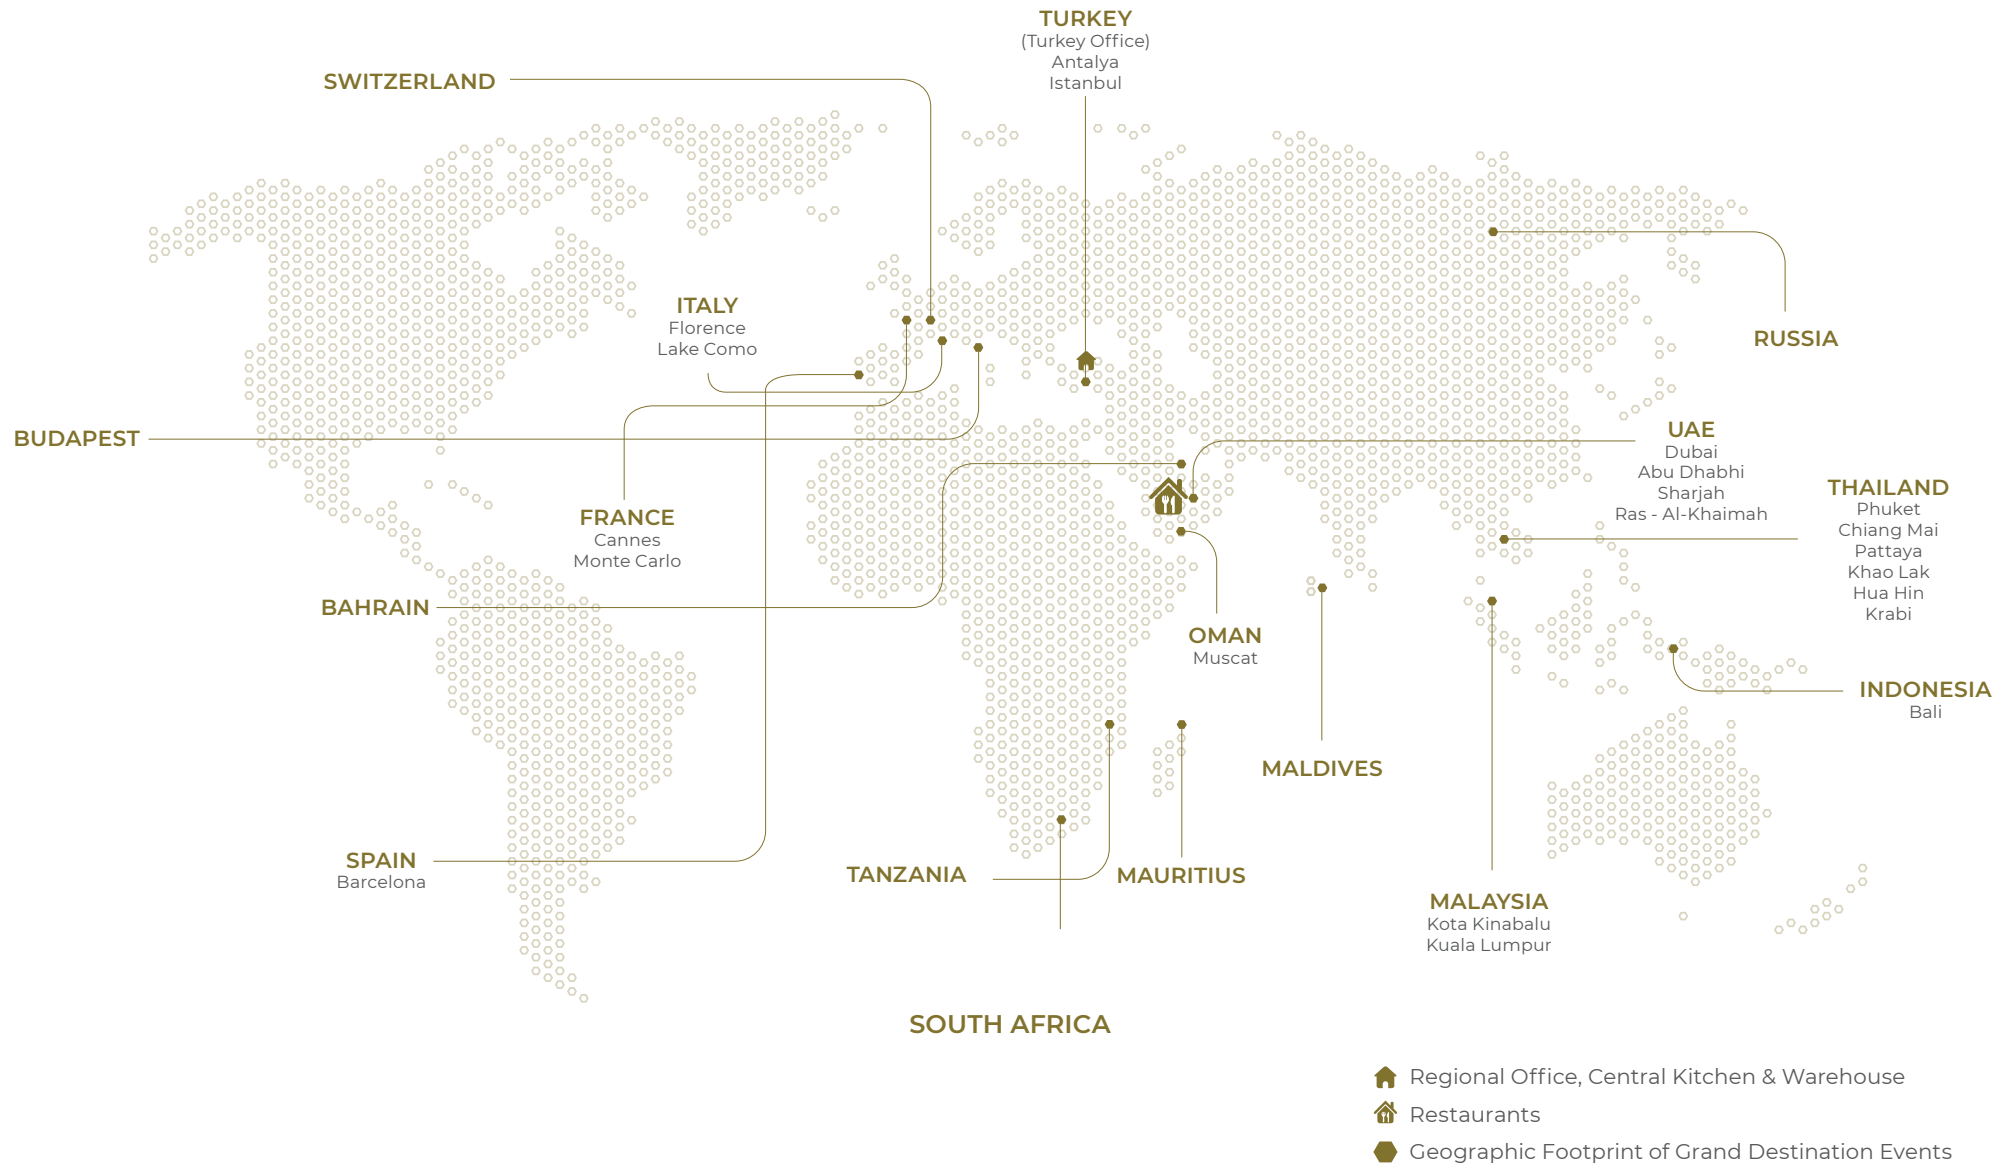 TURKEY
(Turkey Office)
Antalya
Istanbul
SWITZERLAND
ITALY
Florence
Lake Como
RUSSIA
BUDAPEST
UAE
Dubai
Abu Dhabhi
Sharjah
Ras - Al-Khaimah
THAILAND
Phuket
Chiang Mai
Pattaya
Khao Lak
Hua Hin
Krabi
FRANCE
Cannes
Monte Carlo
BAHRAIN
OMAN
Muscat
INDONESIA
Bali
MALDIVES
SPAIN
Barcelona
TANZANIA
MAURITIUS
MALAYSIA
Kota Kinabalu
Kuala Lumpur
SOUTH AFRICA
Regional Office, Central Kitchen & Warehouse
Restaurants
Geographic Footprint of Grand Destination Events